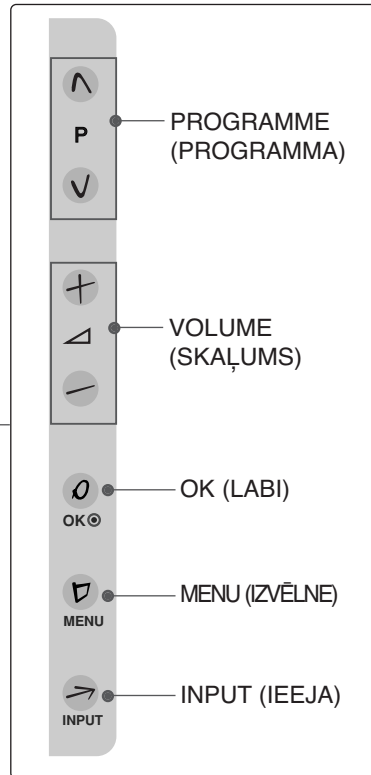 P
PROGRAMME
(PROGRAMMA)
VOLUME
(SKAĻUMS)
OK
OK (LABI)
MENU
MENU (IZVĒLNE)
INPUT
INPUT (IEEJA)